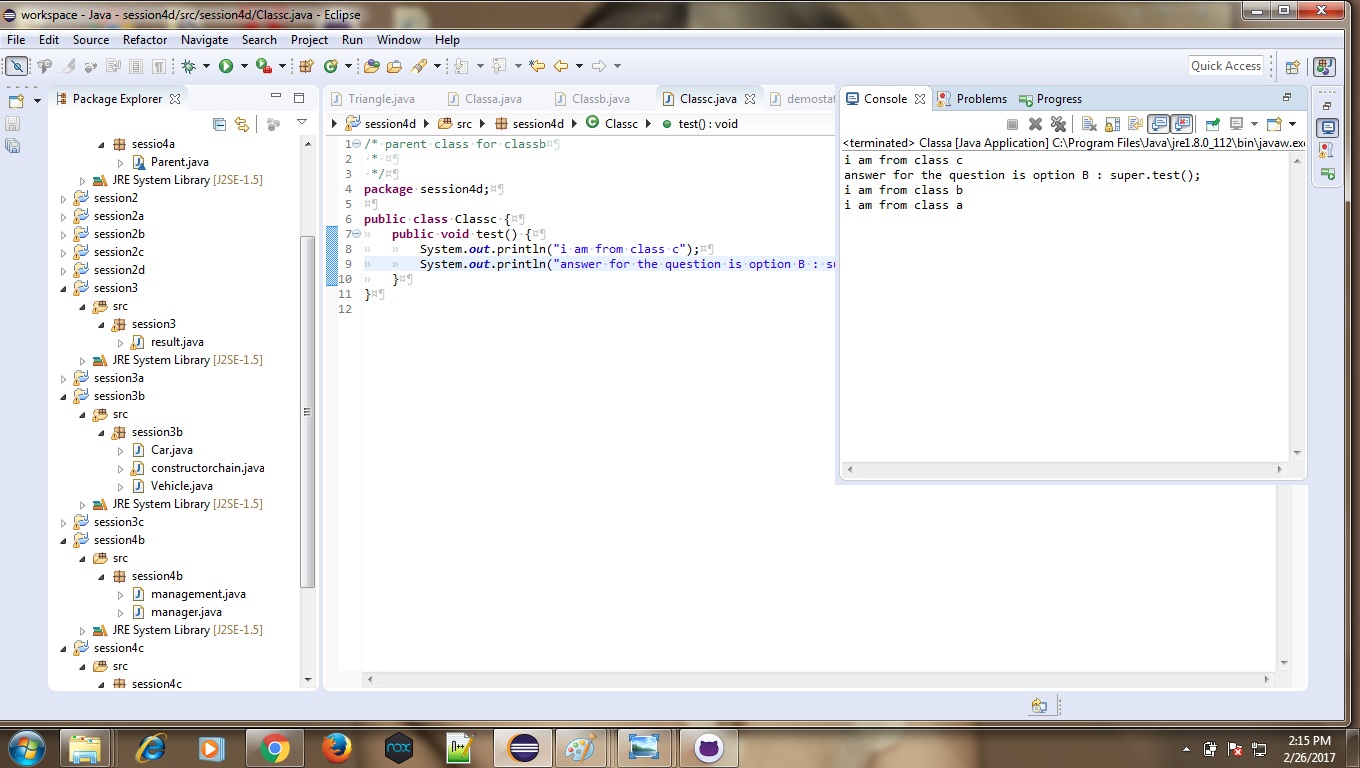 workspace - Java - session4d/src/session4d/Classc.java - Eclipse
File Edit Source Refactor Navigate Search Project Run Window Help
Quick Access
Package Explorer
sessio4a
Parent.java
JRE System Library [J2SE-1.5]
session2
session2a
session2b
session2c
session2d
session3
src
session3
result.java
JRE System Library [J2SE-1.5]
session3a
session3b
src
session3b
Car.java
constructorchain.java
Vehicle.java
JRE System Library [J2SE-1.5]
session3c
session4b
src
session4b
management.java
manager.java
JRE System Library [J2SE-1.5]
session4c
src
session4c
Triangle.java Classa.java Classb.java Classc.java demostat
session4d src session4d Classc test() : void
1 /* parent class for classb
2 *
3 */
4 package session4d;
5
6 public class Classc {
7 public void test() {
8 System.out.println("i am from class c");
9 System.out.println("answer for the question is option B : su
10 }
11 }
12
Console Problems Progress
<terminated> Classa [Java Application] C:\Program Files\Java\jre1.8.0_112\bin\javaw.exe
i am from class c
answer for the question is option B : super.test();
i am from class b
i am from class a
nox
2:15 PM
2/26/2017